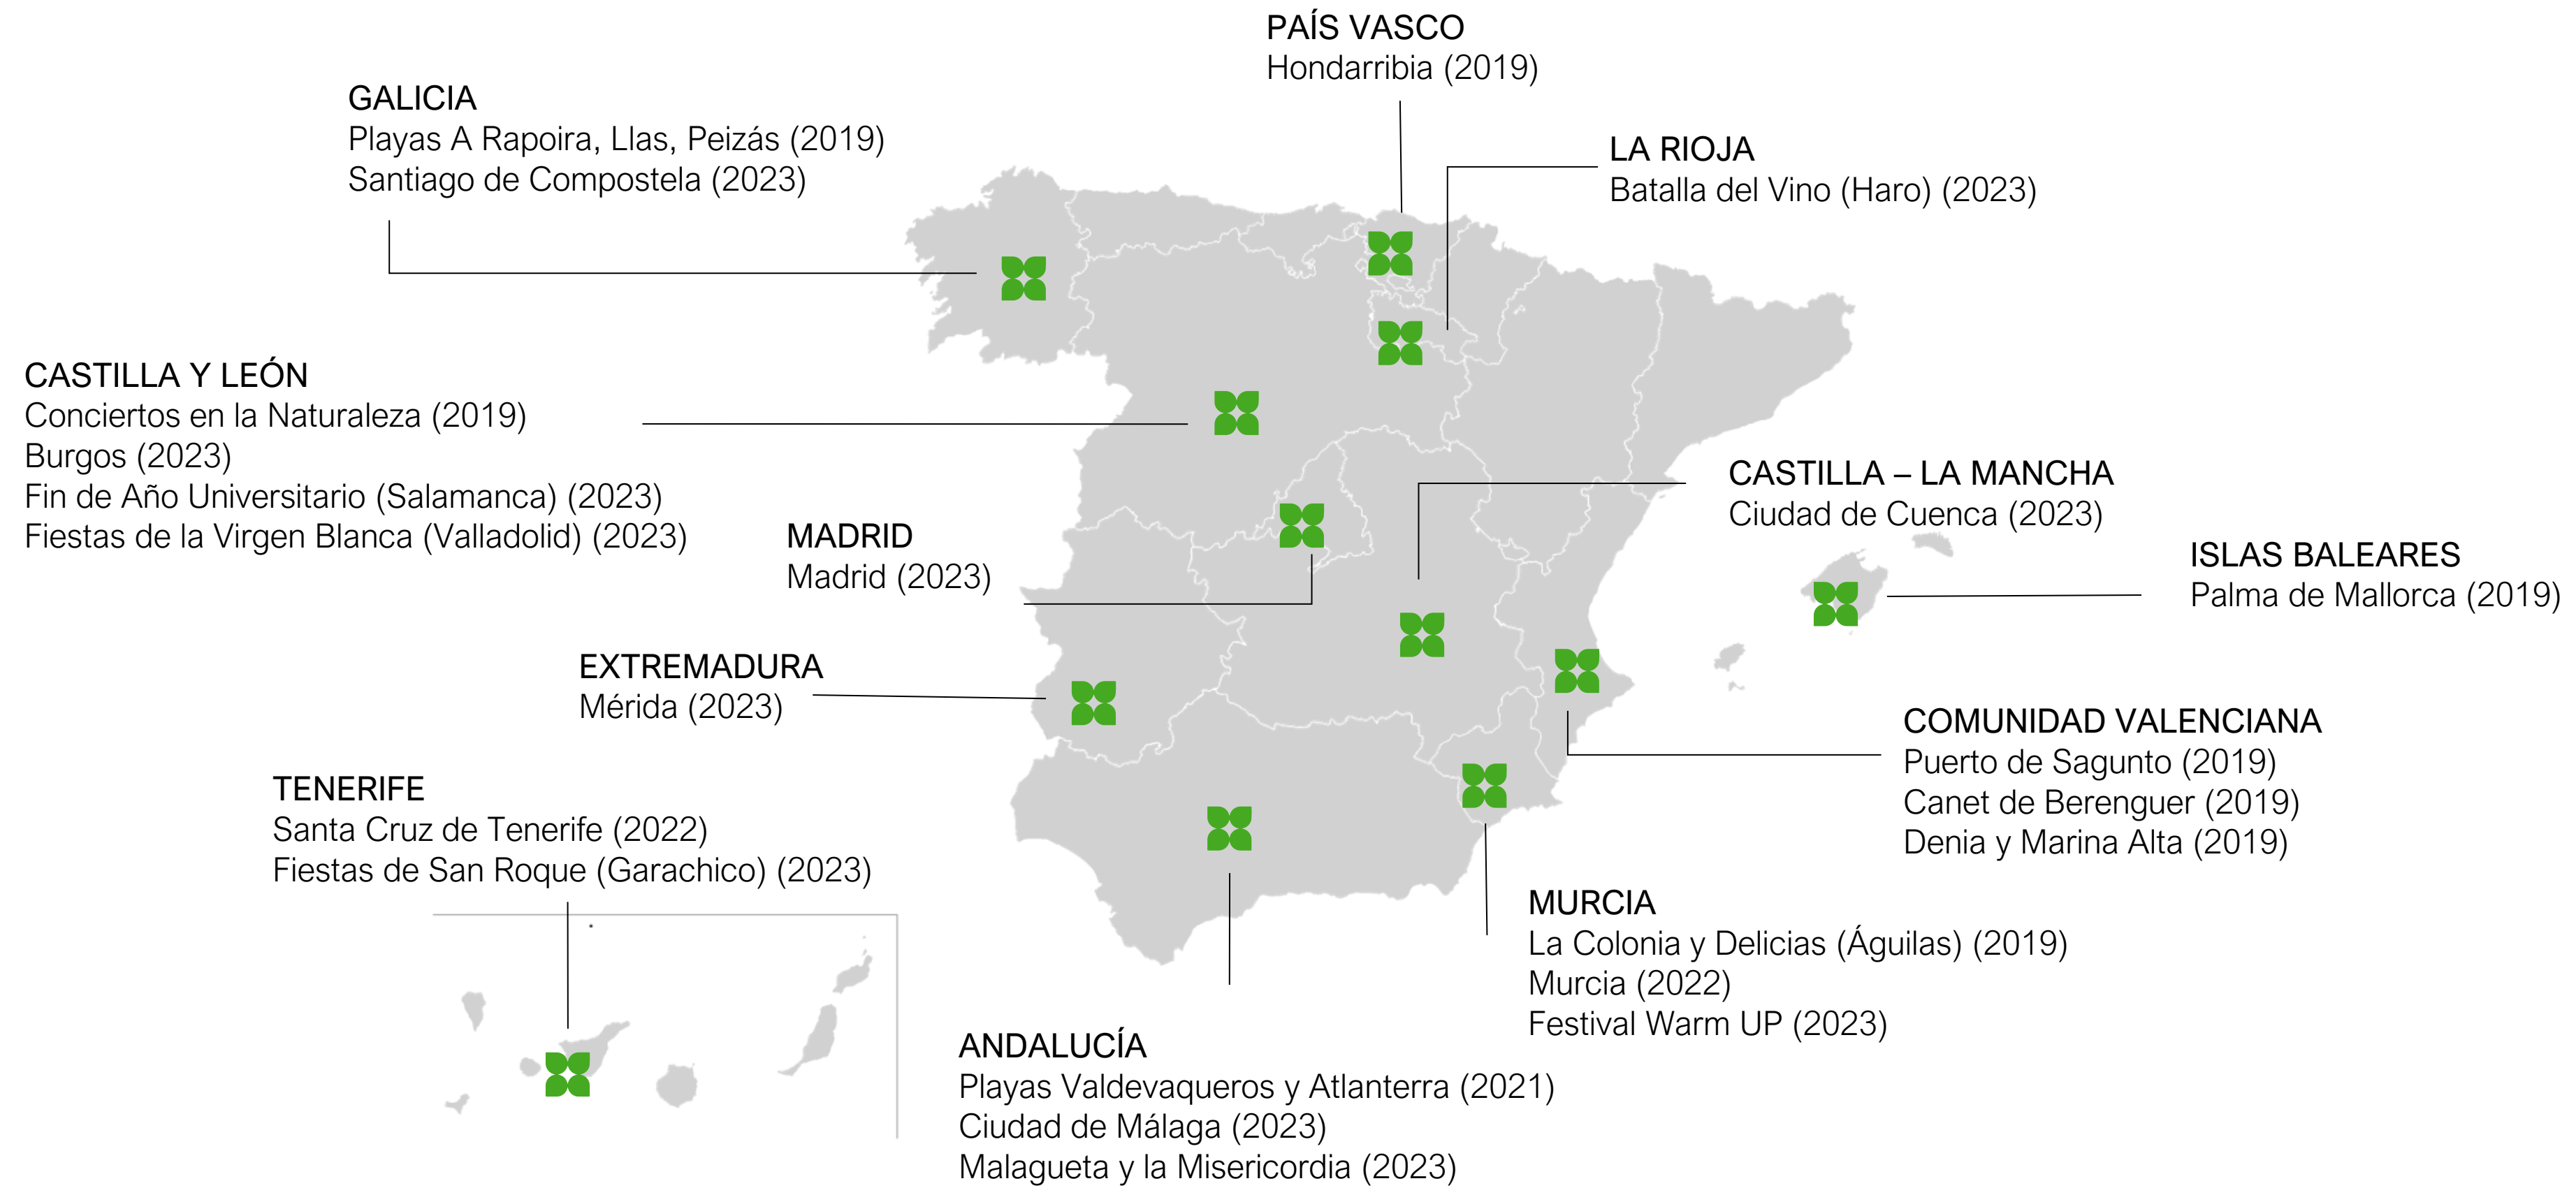 PAÍS VASCO
Hondarribia (2019)
GALICIA
Playas A Rapoira, Llas, Peizás (2019)
Santiago de Compostela (2023)
LA RIOJA
Batalla del Vino (Haro) (2023)
CASTILLA Y LEÓN
Conciertos en la Naturaleza (2019)
Burgos (2023)
Fin de Año Universitario (Salamanca) (2023)
Fiestas de la Virgen Blanca (Valladolid) (2023)
CASTILLA – LA MANCHA
Ciudad de Cuenca (2023)
MADRID
Madrid (2023)
ISLAS BALEARES
Palma de Mallorca (2019)
EXTREMADURA
Mérida (2023)
COMUNIDAD VALENCIANA
Puerto de Sagunto (2019)
Canet de Berenguer (2019)
Denia y Marina Alta (2019)
TENERIFE
Santa Cruz de Tenerife (2022)
Fiestas de San Roque (Garachico) (2023)
MURCIA
La Colonia y Delicias (Águilas) (2019)
Murcia (2022)
Festival Warm UP (2023)
ANDALUCÍA
Playas Valdevaqueros y Atlanterra (2021)
Ciudad de Málaga (2023)
Malagueta y la Misericordia (2023)